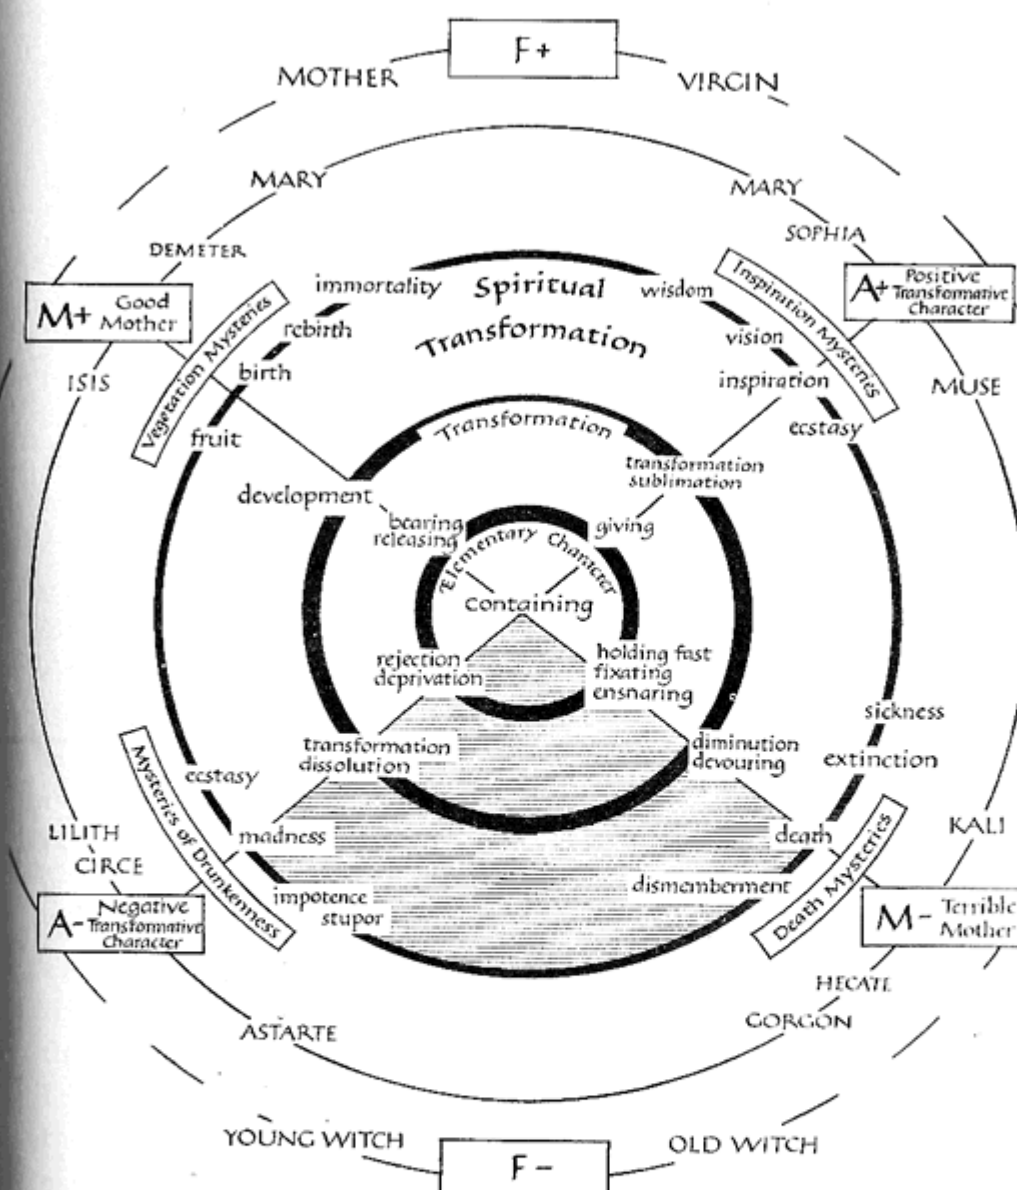 F+
MOTHER
VIRGIN
MARY
MARY
DEMETER
SOPHIA
M+ Good
Mother
Vegetation Mysteries
immortality
Spiritual
wisdom
Inspiration Mysteries
A+ Positive
Transformative
Character
rebirth
Transformation
vision
ISIS
birth
inspiration
MUSE
fruit
Transformation
ecstasy
development
transformation
sublimation
bearing
releasing
giving
Elementary Character
containing
rejection
deprivation
holding fast
fixating
ensnaring
sickness
transformation
dissolution
diminution
devouring
extinction
ecstasy
Mysteries of Drunkenness
LILITH
CIRCE
madness
death
Death Mysteries
KALI
impotence
stupor
dismemberment
A- Negative
Transformative
Character
M- Terrible
Mother
HECATE
ASTARTE
GORGON
YOUNG WITCH
OLD WITCH
F-